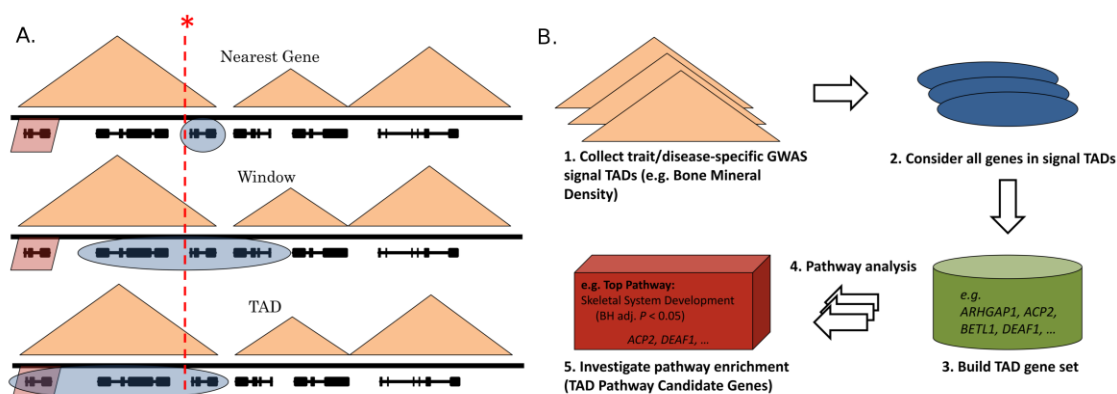 A.
*
Nearest Gene
Window
TAD
B.
1. Collect trait/disease-specific GWAS
signal TADs (e.g. Bone Mineral
Density)
2. Consider all genes in signal TADs
e.g.
ARHGAP1, ACP2,
BETL1, DEAF1, ...
3. Build TAD gene set
4. Pathway analysis
e.g. Top Pathway:
Skeletal System Development
(BH adj. P < 0.05)
ACP2, DEAF1, ...
5. Investigate pathway enrichment
(TAD Pathway Candidate Genes)